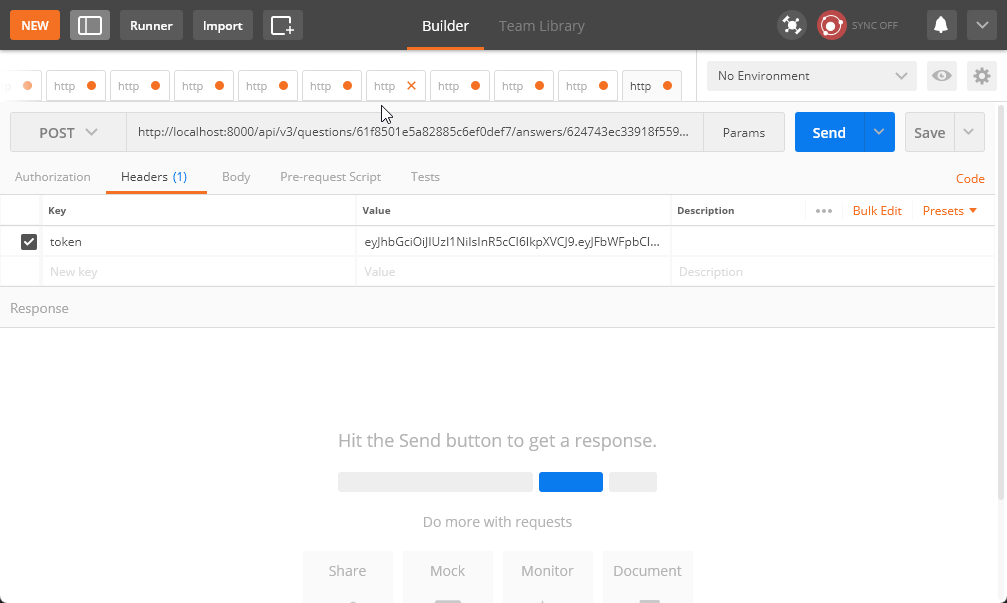 NEW Runner Import Builder Team Library SYNC OFF
http http http http http http http http http http No Environment
POST http://localhost:8000/api/v3/questions/61f8501e5a82885c6ef0def7/answers/624743ec33918f559... Params Send Save
Authorization Headers (1) Body Pre-request Script Tests Code
Key Value Description Bulk Edit Presets
token eyJhbGciOiJIUzI1NiIsInR5cCI6IkpXVCJ9.eyJFbWFpbCI...
New key Value Description
Response
Hit the Send button to get a response.
Do more with requests
Share Mock Monitor Document